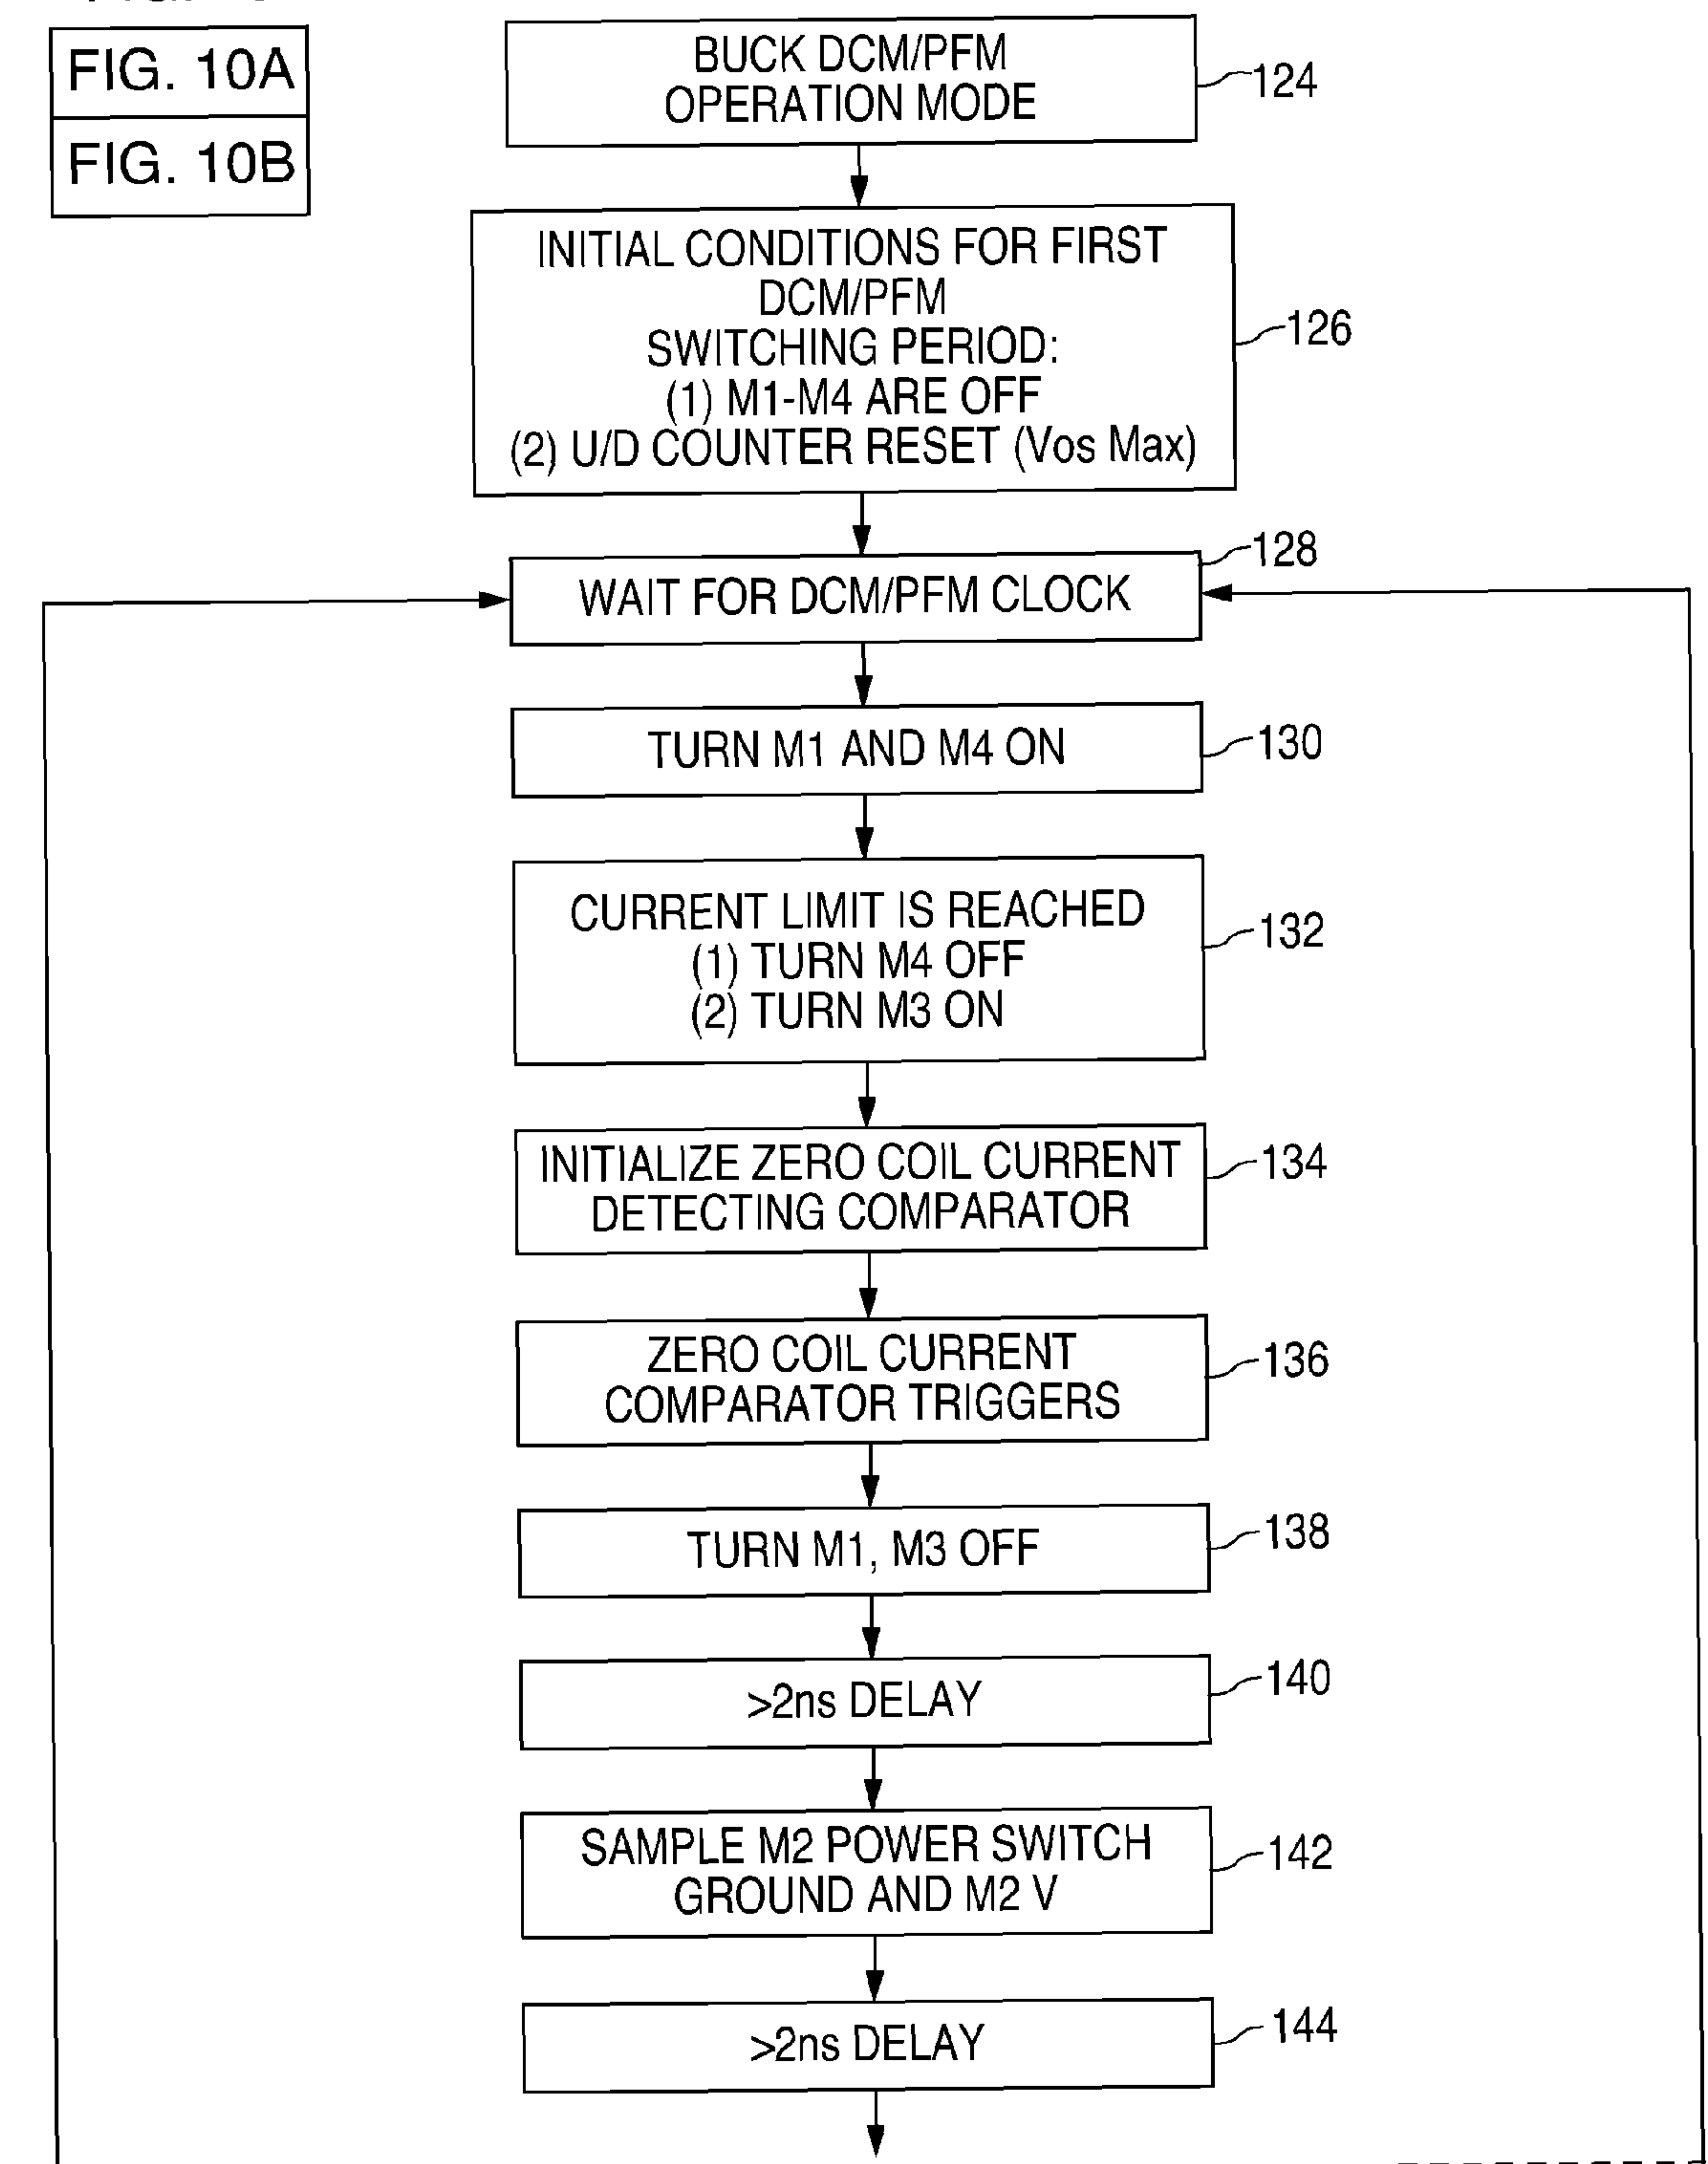 FIG. 10A
FIG. 10B
BUCK DCM/PFM
OPERATION MODE
124
INITIAL CONDITIONS FOR FIRST
DCM/PFM
SWITCHING PERIOD:
(1) M1-M4 ARE OFF
(2) U/D COUNTER RESET (Vos Max)
126
WAIT FOR DCM/PFM CLOCK
128
TURN M1 AND M4 ON
130
CURRENT LIMIT IS REACHED
(1) TURN M4 OFF
(2) TURN M3 ON
132
INITIALIZE ZERO COIL CURRENT
DETECTING COMPARATOR
134
ZERO COIL CURRENT
COMPARATOR TRIGGERS
136
TURN M1, M3 OFF
138
>2ns DELAY
140
SAMPLE M2 POWER SWITCH
GROUND AND M2 V
142
>2ns DELAY
144